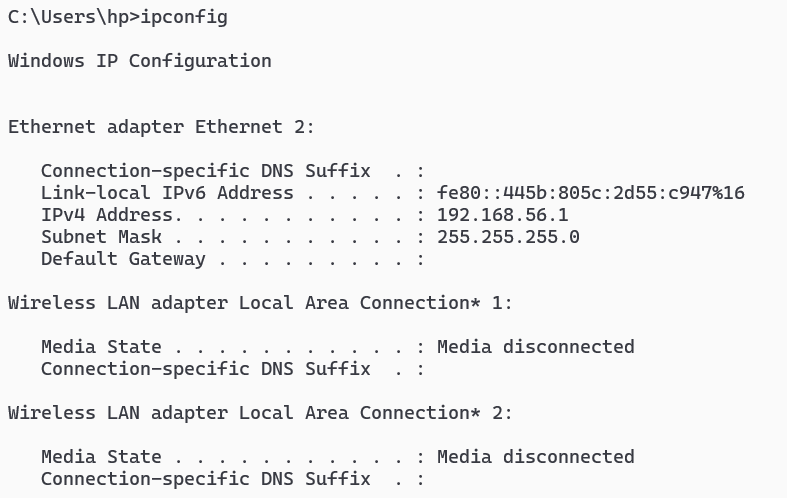 C:\Users\hp>ipconfig
Windows IP Configuration
Ethernet adapter Ethernet 2:
Connection-specific DNS Suffix  . :
Link-local IPv6 Address . . . . . : fe80::445b:805c:2d55:c947%16
IPv4 Address. . . . . . . . . . . : 192.168.56.1
Subnet Mask . . . . . . . . . . . : 255.255.255.0
Default Gateway . . . . . . . . . :
Wireless LAN adapter Local Area Connection* 1:
Media State . . . . . . . . . . . : Media disconnected
Connection-specific DNS Suffix  . :
Wireless LAN adapter Local Area Connection* 2:
Media State . . . . . . . . . . . : Media disconnected
Connection-specific DNS Suffix  . :